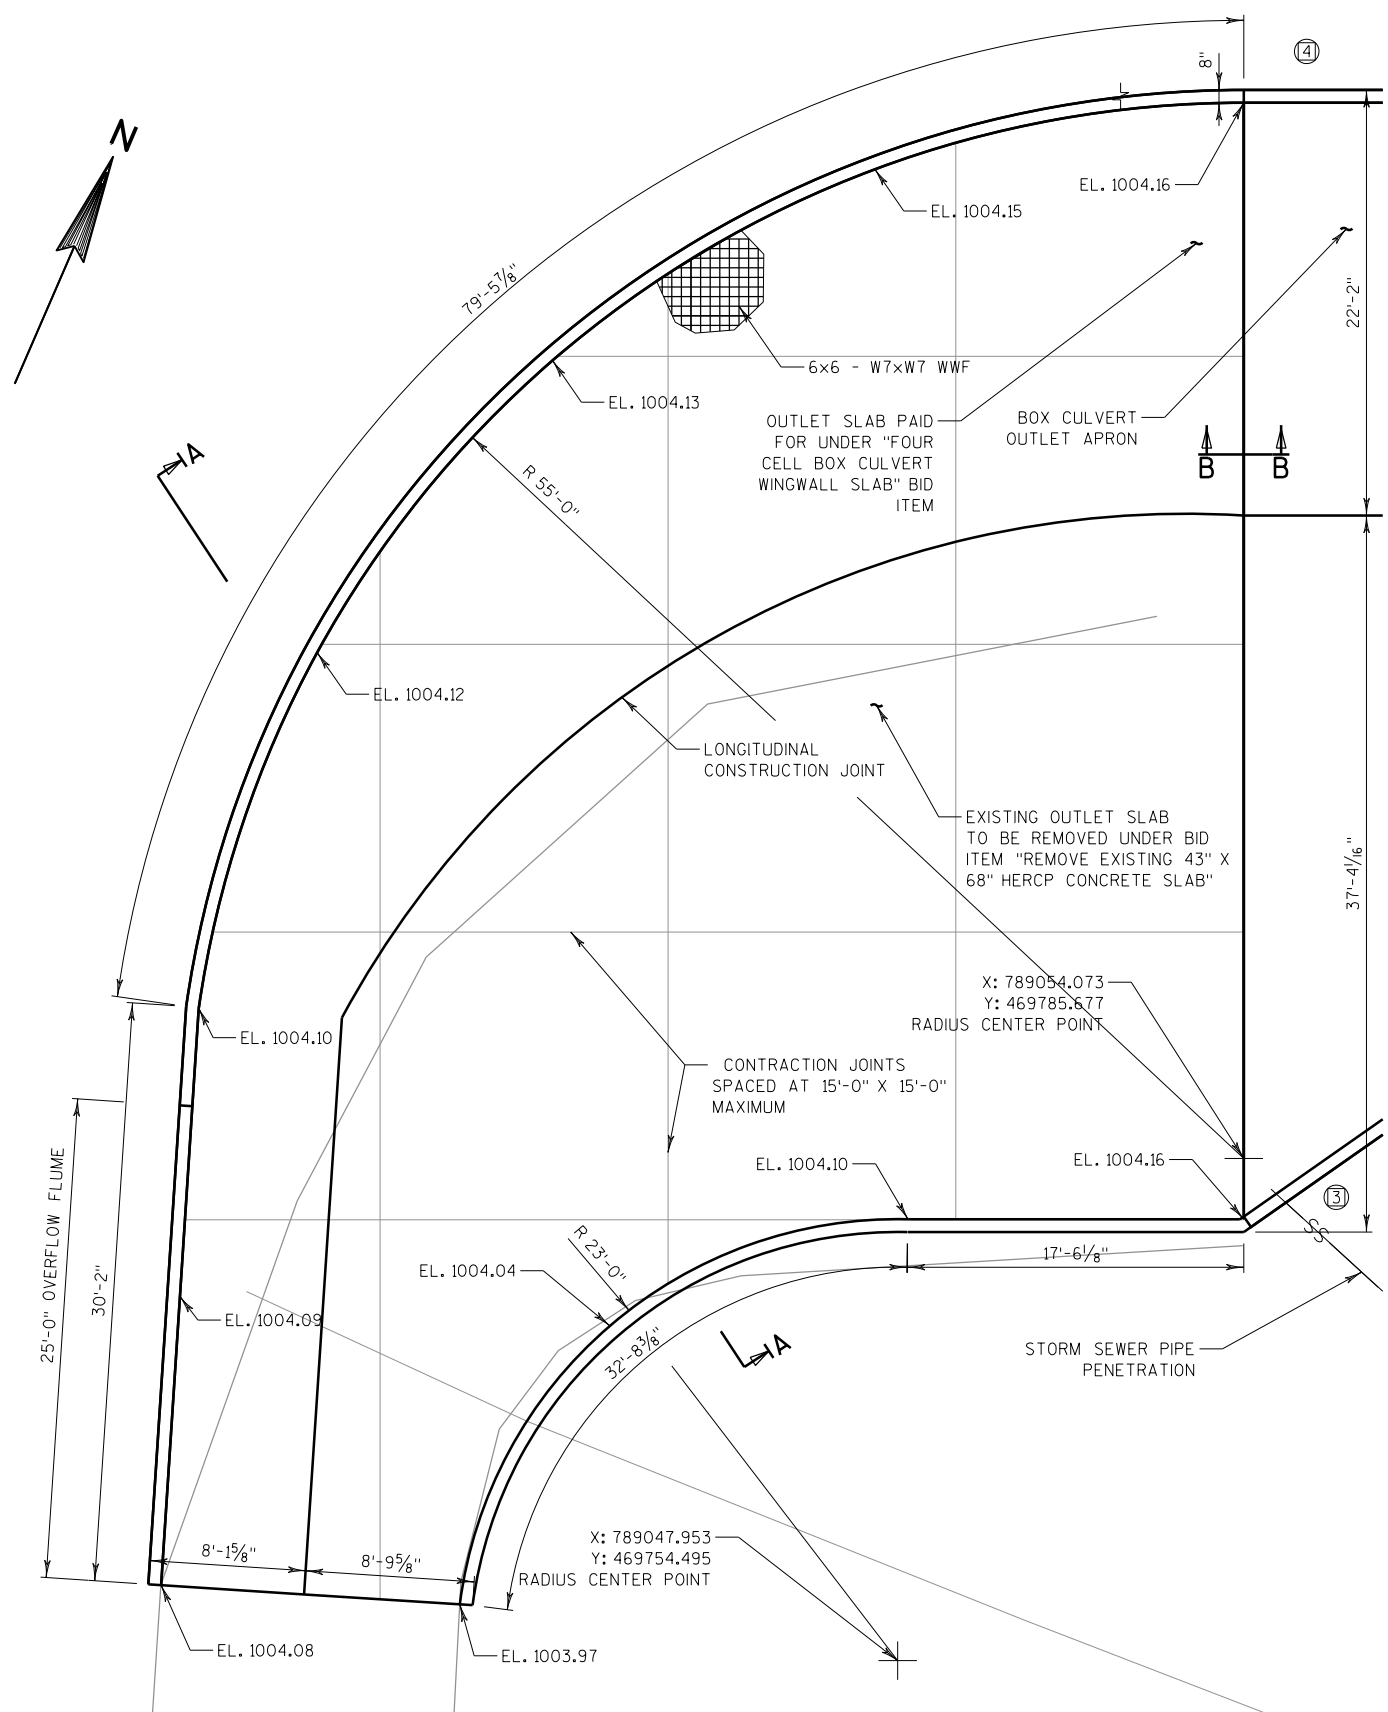 4
8"
N
EL. 1004.16
EL. 1004.15
79'-5⅞"
22'-2"
6x6 - W7xW7 WWF
EL. 1004.13
OUTLET SLAB PAID
FOR UNDER "FOUR
CELL BOX CULVERT
WINGWALL SLAB" BID
ITEM
BOX CULVERT
OUTLET APRON
A
B B
R 55'-0"
EL. 1004.12
LONGITUDINAL
CONSTRUCTION JOINT
EXISTING OUTLET SLAB
TO BE REMOVED UNDER BID
ITEM "REMOVE EXISTING 43" X
68" HERCP CONCRETE SLAB"
37'-4 1/16"
X: 789054.073
Y: 469785.677
RADIUS CENTER POINT
EL. 1004.10
CONTRACTION JOINTS
SPACED AT 15'-0" X 15'-0"
MAXIMUM
EL. 1004.10
EL. 1004.16
3
SS
25'-0" OVERFLOW FLUME
30'-2"
R 23'-0"
17'-6⅛"
EL. 1004.04
EL. 1004.09
32'-8⅜"
A
STORM SEWER PIPE
PENETRATION
X: 789047.953
Y: 469754.495
RADIUS CENTER POINT
8'-1⅝"
8'-9⅝"
EL. 1004.08
EL. 1003.97